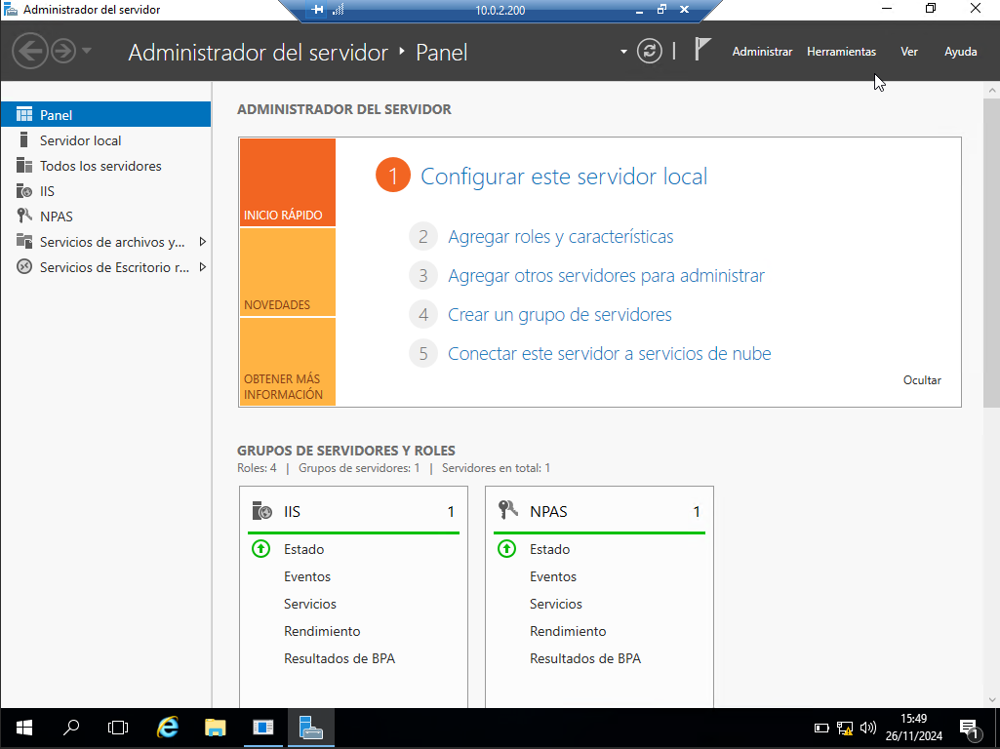 Administrador del servidor
10.0.2.200
Administrador del servidor Panel
Administrar Herramientas Ver Ayuda
Panel
Servidor local
Todos los servidores
IIS
NPAS
Servicios de archivos y...
Servicios de Escritorio r...
ADMINISTRADOR DEL SERVIDOR
INICIO RÁPIDO
NOVEDADES
OBTENER MÁS
INFORMACIÓN
1 Configurar este servidor local
2 Agregar roles y características
3 Agregar otros servidores para administrar
4 Crear un grupo de servidores
5 Conectar este servidor a servicios de nube
Ocultar
GRUPOS DE SERVIDORES Y ROLES
Roles: 4 | Grupos de servidores: 1 | Servidores en total: 1
IIS 1
Estado
Eventos
Servicios
Rendimiento
Resultados de BPA
NPAS 1
Estado
Eventos
Servicios
Rendimiento
Resultados de BPA
15:49
26/11/2024
1